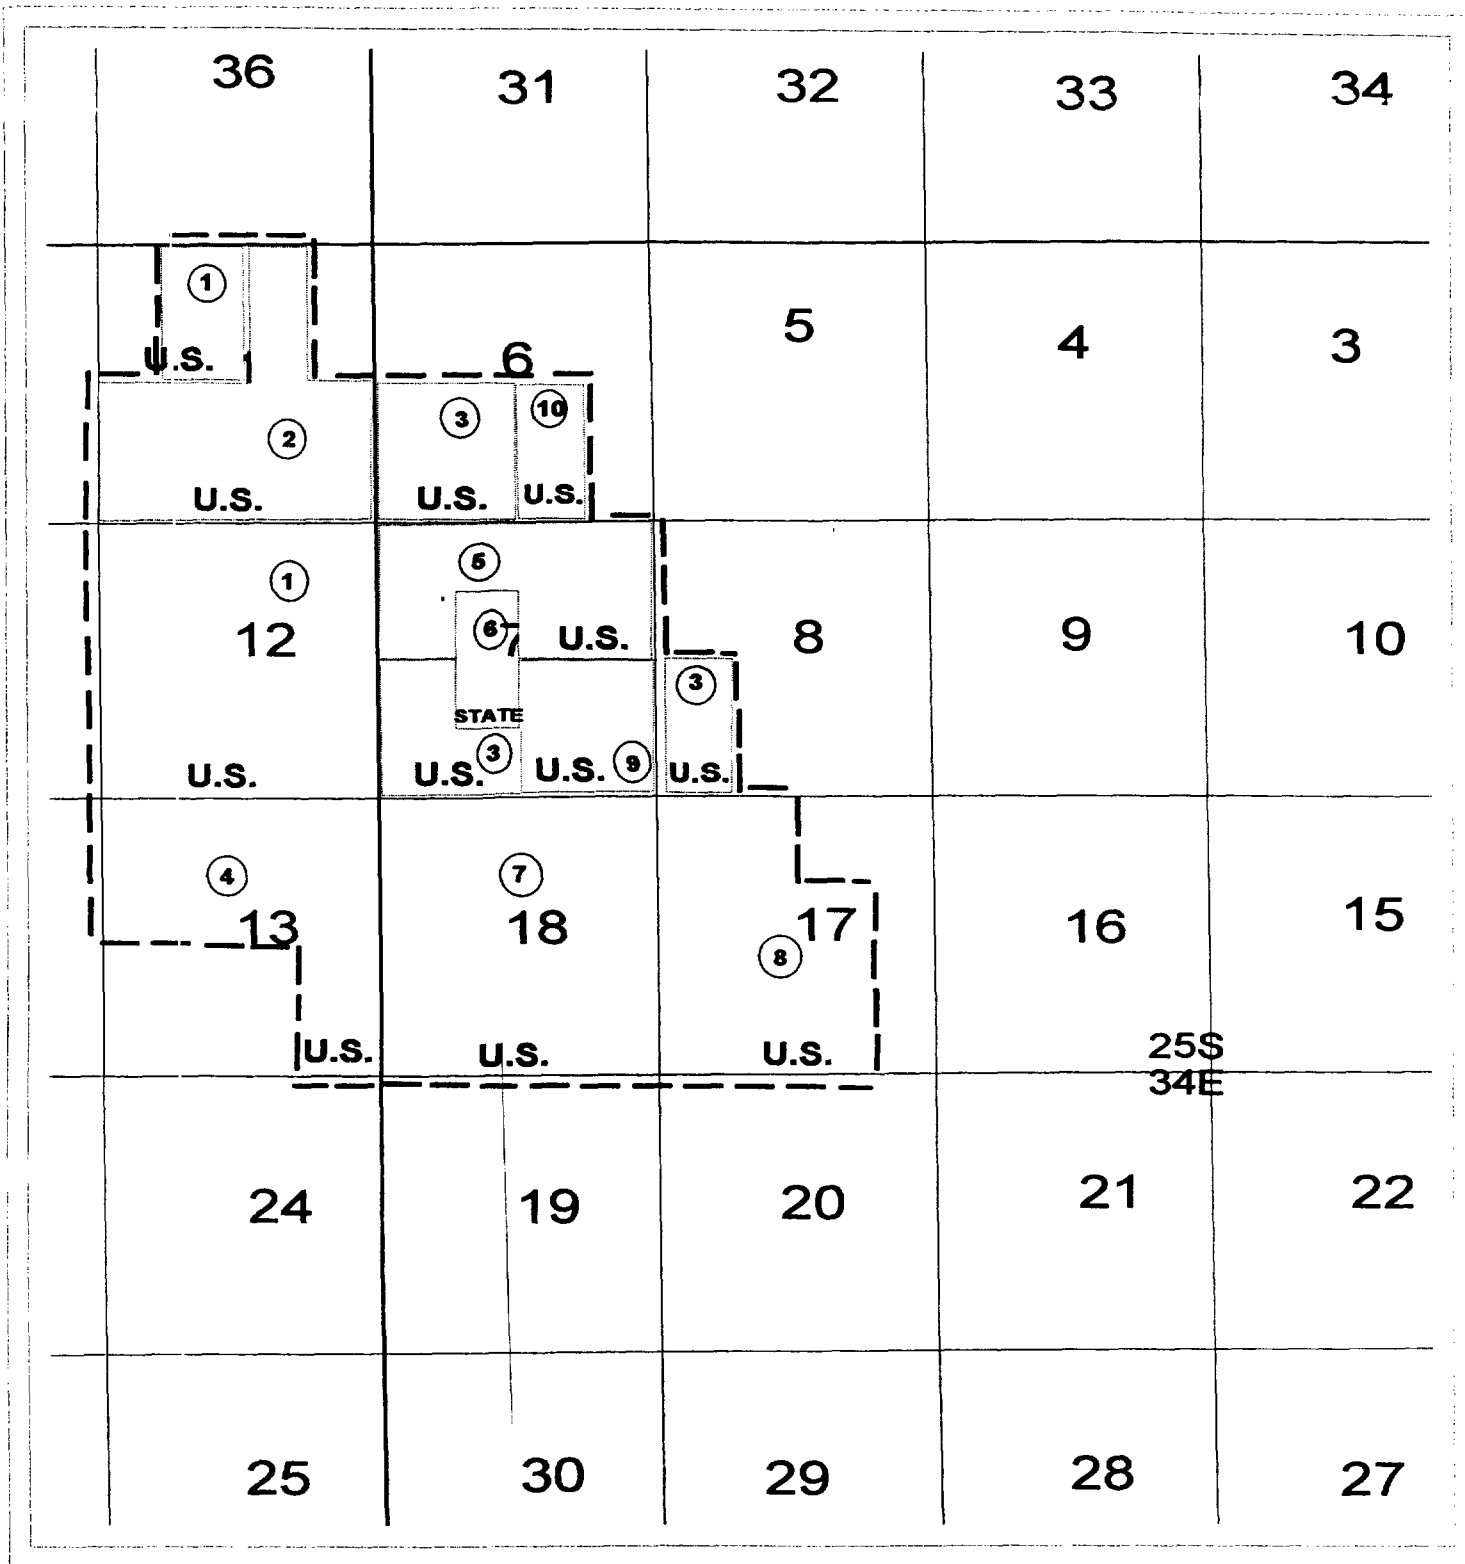 36 31 32 33 34
1
U.S. 1 6 5 4 3
2 3 10
U.S. U.S. U.S.
1 5
12 6 7 U.S. 8 9 10
3
STATE
U.S. U.S. 3 U.S. 9 U.S.
4 7
13 18 17 16 15
8
U.S. U.S. U.S. 25S
34E
24 19 20 21 22
25 30 29 28 27